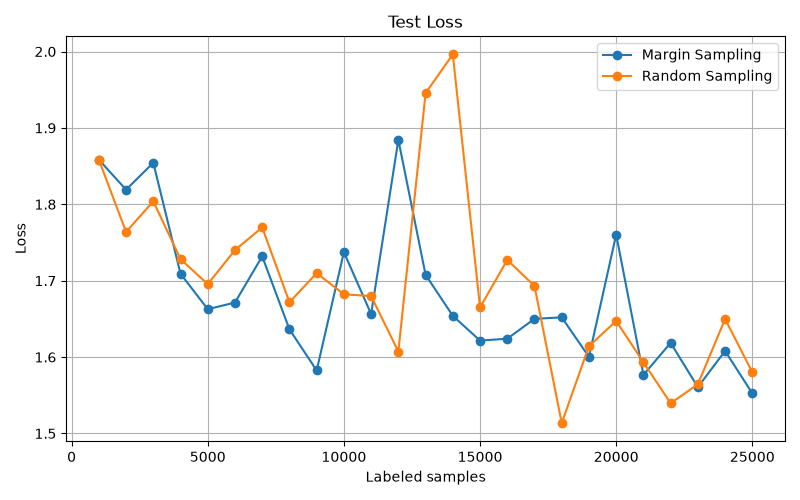 Test Loss
Margin Sampling
Random Sampling
2.0
1.9
1.8
1.7
1.6
1.5
Loss
0 5000 10000 15000 20000 25000
Labeled samples